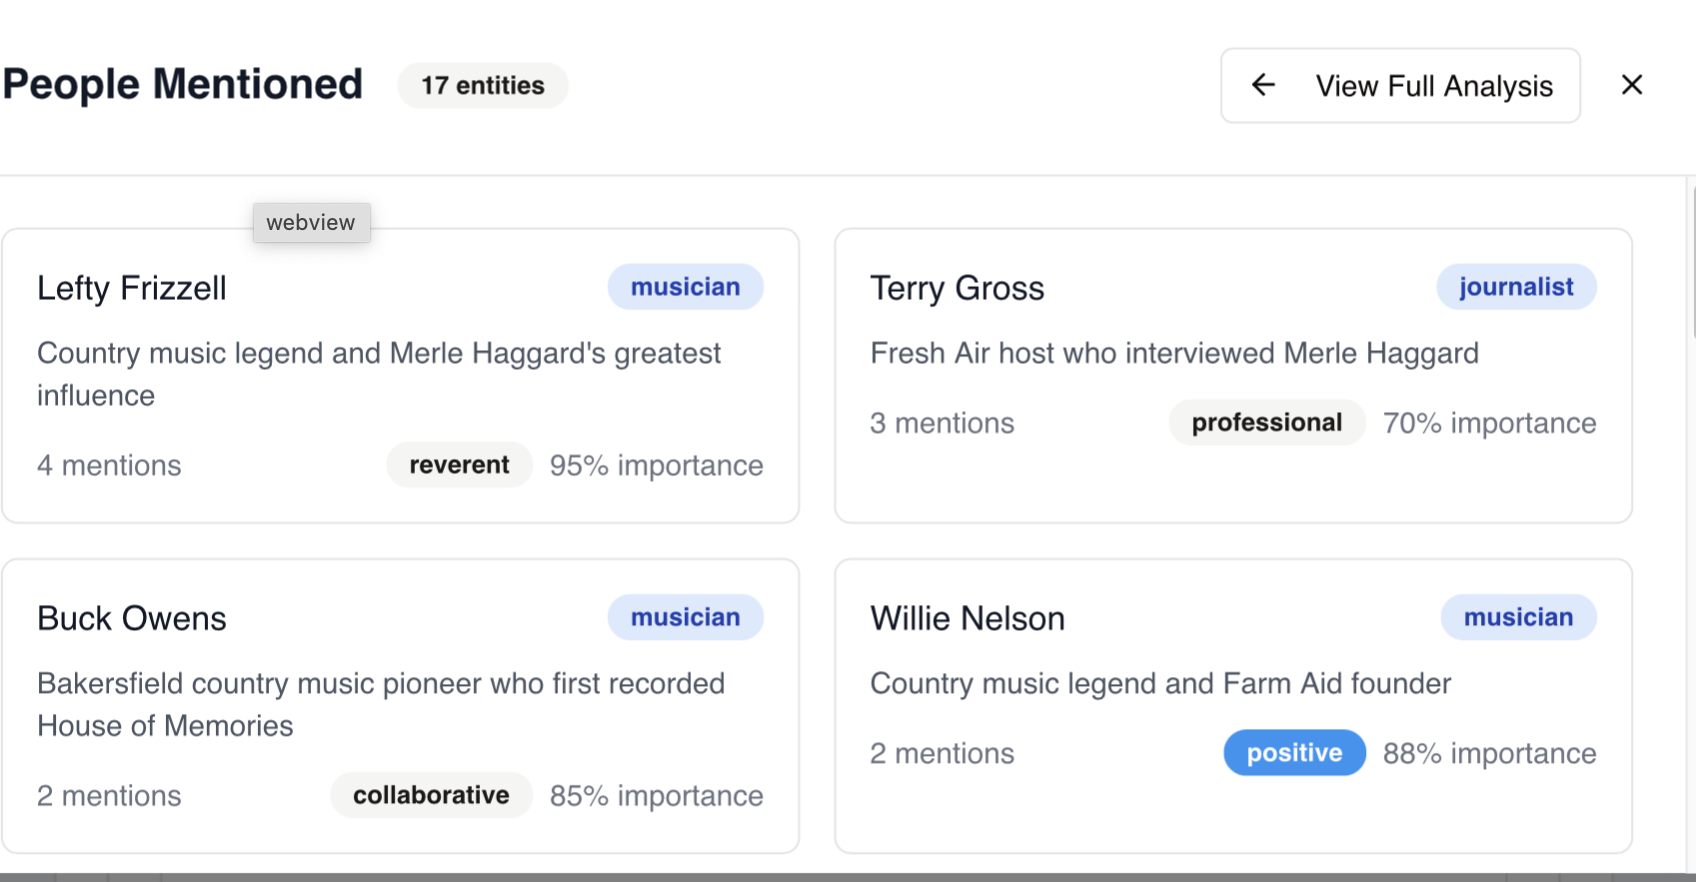 People Mentioned
17 entities
← View Full Analysis
webview
Lefty Frizzell
musician
Country music legend and Merle Haggard's greatest
influence
4 mentions
reverent
95% importance
Terry Gross
journalist
Fresh Air host who interviewed Merle Haggard
3 mentions
professional
70% importance
Buck Owens
musician
Bakersfield country music pioneer who first recorded
House of Memories
2 mentions
collaborative
85% importance
Willie Nelson
musician
Country music legend and Farm Aid founder
2 mentions
positive
88% importance